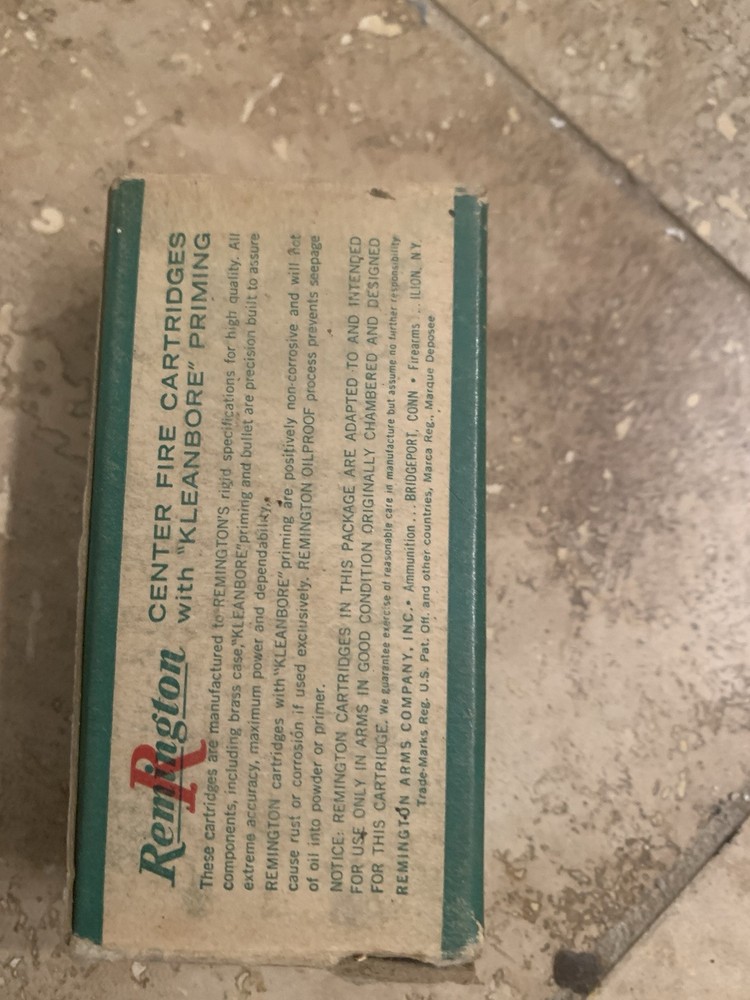 Remington
CENTER FIRE CARTRIDGES
with "KLEANBORE" PRIMING
These cartridges are manufactured to REMINGTON'S rigid specifications for high quality. All
components, including brass case, "KLEANBORE" priming and bullet are precision built to assure
extreme accuracy, maximum power and dependability.
REMINGTON cartridges with "KLEANBORE" priming are positively non-corrosive and will not
cause rust or corrosion if used exclusively. REMINGTON OILPROOF process prevents seepage
of oil into powder or primer.
NOTICE: REMINGTON CARTRIDGES IN THIS PACKAGE ARE ADAPTED TO AND INTENDED
FOR USE ONLY IN ARMS IN GOOD CONDITION ORIGINALLY CHAMBERED AND DESIGNED
FOR THIS CARTRIDGE. We guarantee exercise of reasonable care in manufacture but assume no further responsibility
REMINGTON ARMS COMPANY, INC. • Ammunition... BRIDGEPORT, CONN • Firearms... ILION, N.Y.
Trade-Marks Reg. U.S. Pat. Off. and other countries, Marca Reg., Marque Deposee